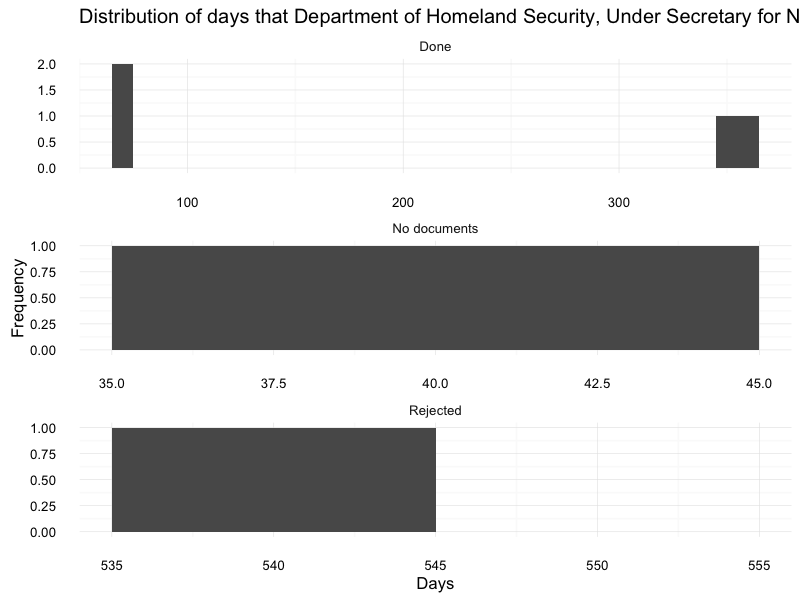 Distribution of days that Department of Homeland Security, Under Secretary for N
Done
2.0
1.5
1.0
0.5
0.0
100 200 300
No documents
1.00
0.75
0.50
0.25
0.00
35.0 37.5 40.0 42.5 45.0
Rejected
1.00
0.75
0.50
0.25
0.00
535 540 545 550 555
Days
Frequency